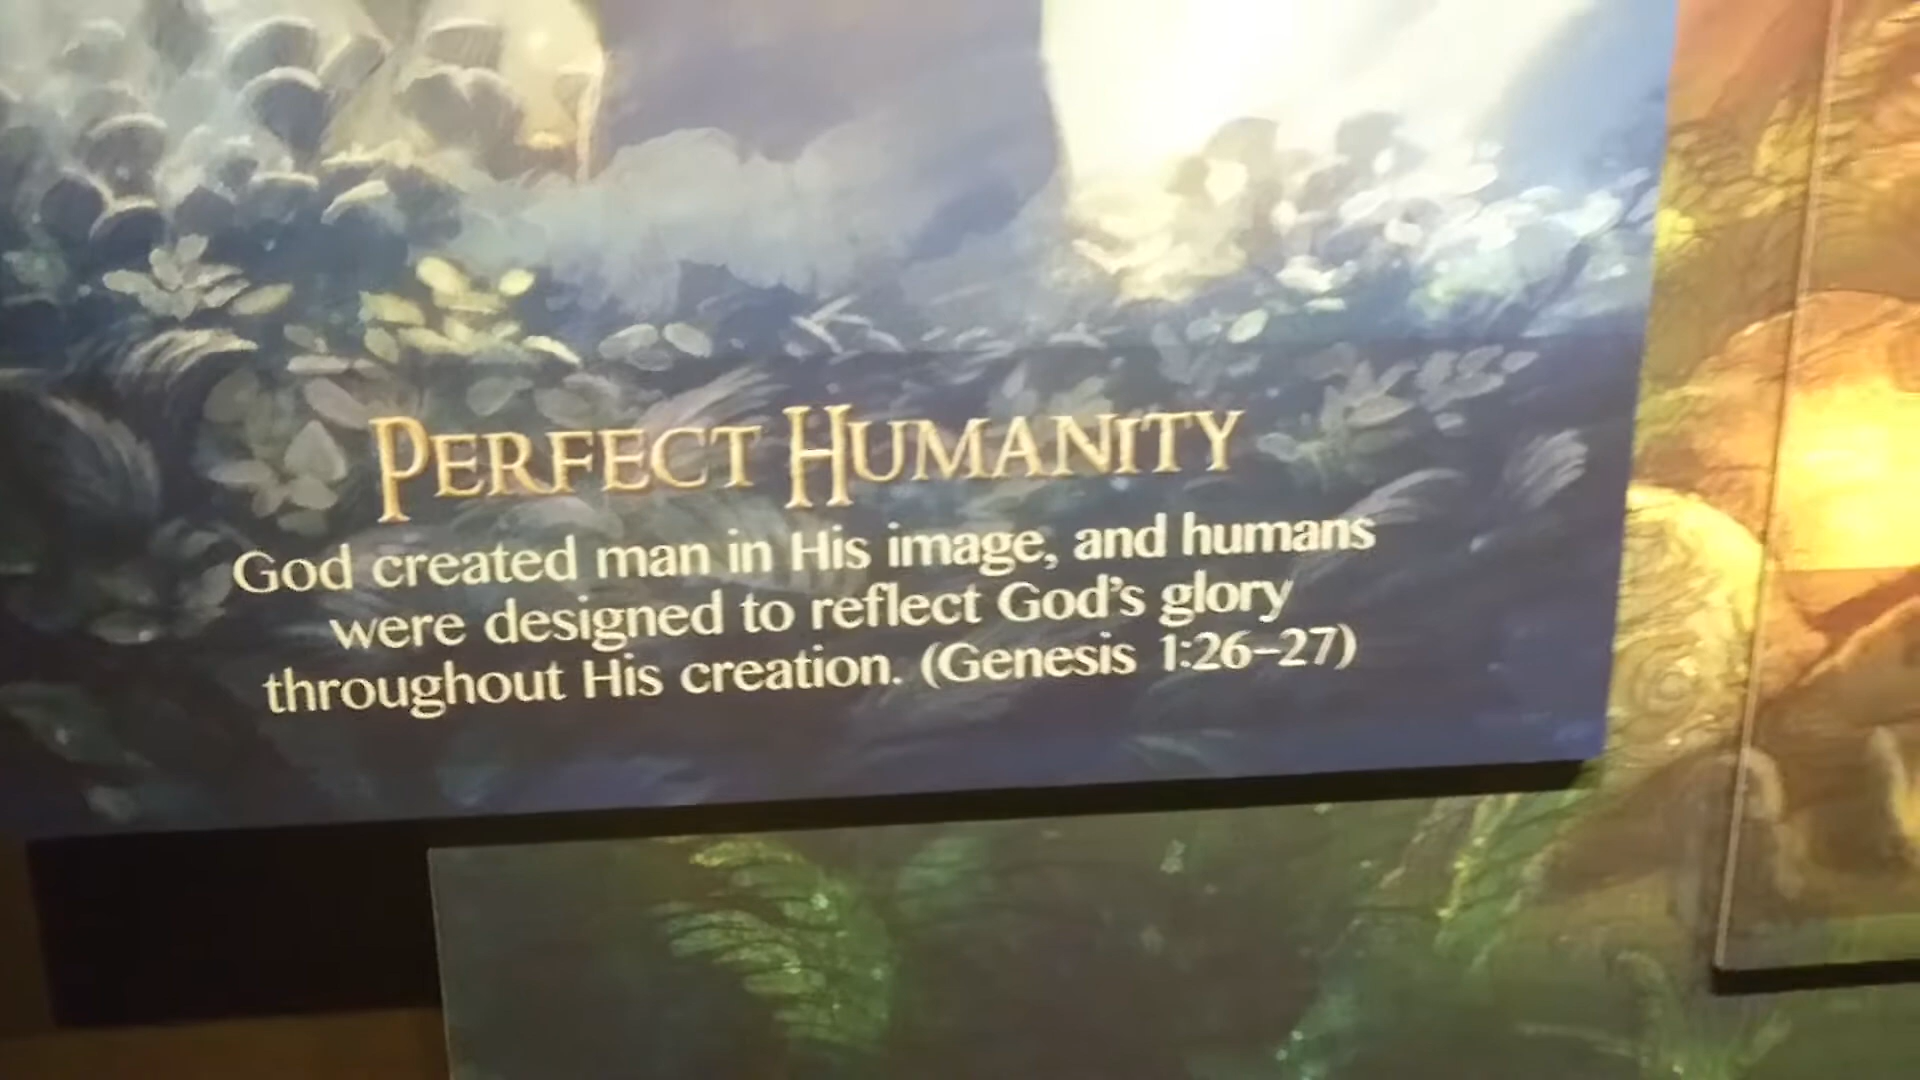 PERFECT HUMANITY
God created man in His image, and humans
were designed to reflect God's glory
throughout His creation. (Genesis 1:26–27)